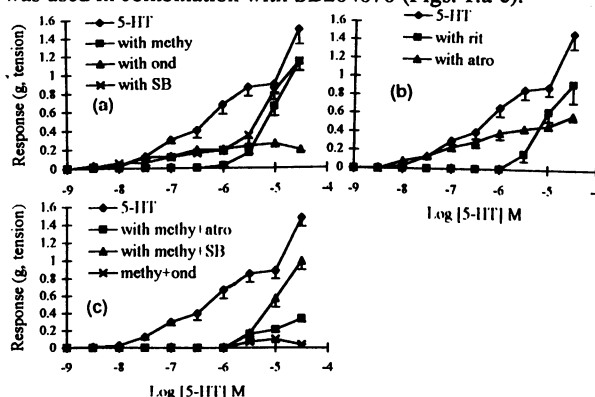 was used in combination with SB204070 (Figs. 1.a-c).
Response (g, tension)
1.6
1.4
1.2
1
0.8
0.6
0.4
0.2
0
5-HT
with methy
with ond
with SB
(a)
-9 -8 -7 -6 -5 -4
1.6
1.4
1.2
1
0.8
0.6
0.4
0.2
0
5-HT
with rit
with atro
(b)
-9 -8 -7 -6 -5 -4
Log [5-HT] M
Response (g, tension)
1.6
1.4
1.2
1
0.8
0.6
0.4
0.2
0
5-HT
with methy+atro
with methy+SB
methy+ond
(c)
-9 -8 -7 -6 -5 -4
Log [5-HT] M